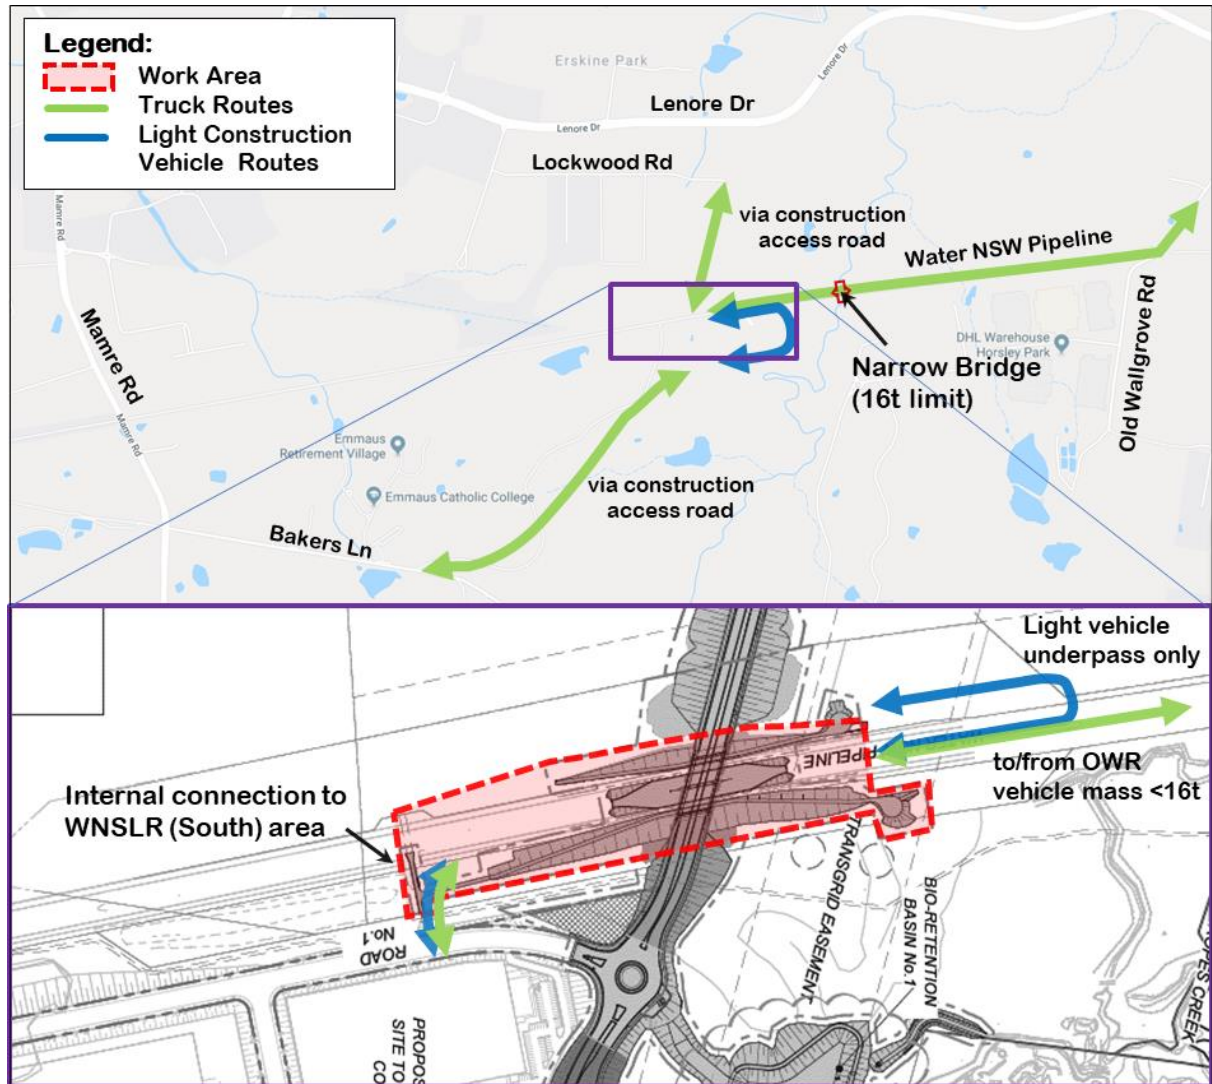 Legend:
Work Area
Truck Routes
Light Construction
Vehicle Routes
Erskine Park
Lenore Dr
Lenore Dr
Lenore Dr
Lockwood Rd
via construction
access road
Water NSW Pipeline
Mamre Rd
Mamre Rd
Mamre Rd
DHL Warehouse
Horsley Park
Old Wallgrove Rd
Narrow Bridge
(16t limit)
Emmaus
Retirement Village
Emmaus Catholic College
via construction
access road
Bakers Ln
Light vehicle
underpass only
PIPELINE
to/from OWR
vehicle mass <16t
Internal connection to
WNSLR (South) area
TRANSGRID EASEMENT
BIO-RETENTION
BASIN No.1
ROAD
No.1
ROPES CREEK
PROPOS
SITE TO
CO